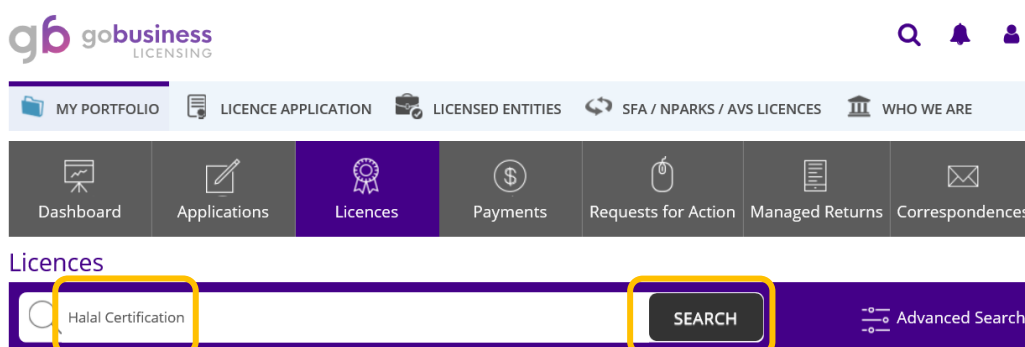 gb gobusiness
LICENSING
MY PORTFOLIO LICENCE APPLICATION LICENSED ENTITIES SFA / NPARKS / AVS LICENCES WHO WE ARE
Dashboard Applications Licences Payments Requests for Action Managed Returns Correspondences
Licences
Halal Certification SEARCH Advanced Search